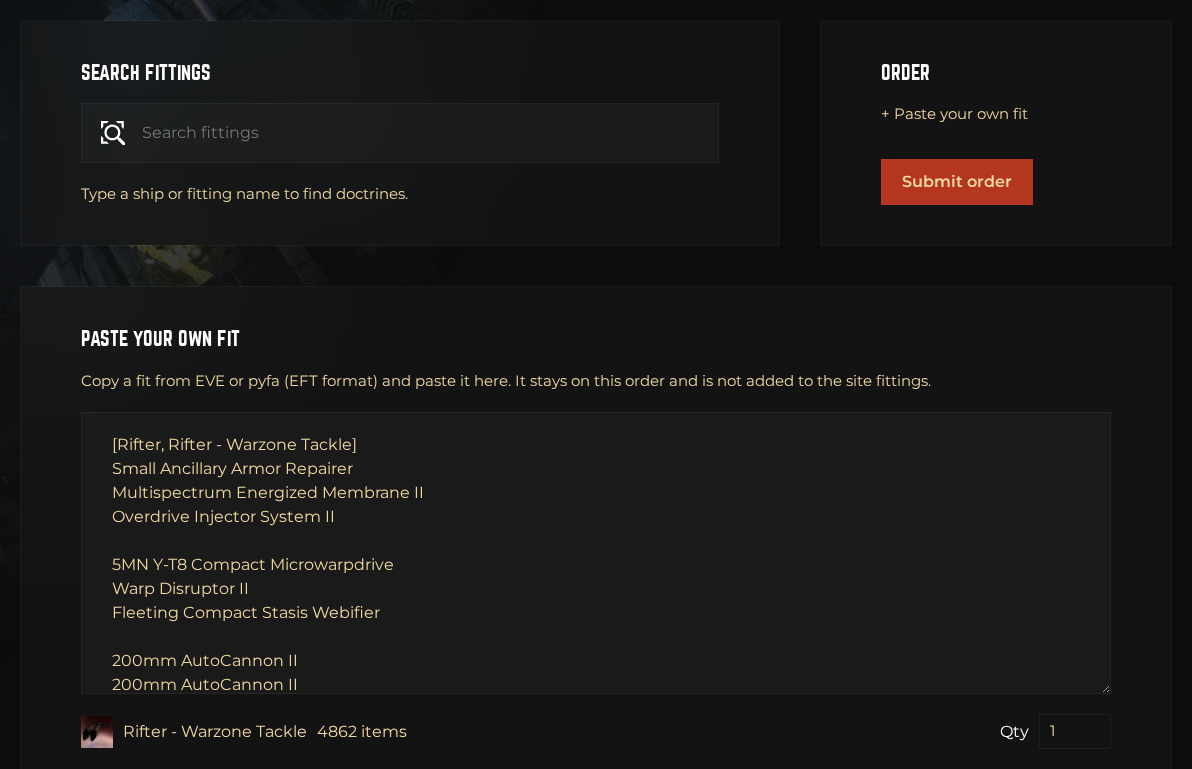 SEARCH FITTINGS
Search fittings
Type a ship or fitting name to find doctrines.
ORDER
+ Paste your own fit
Submit order
PASTE YOUR OWN FIT
Copy a fit from EVE or pyfa (EFT format) and paste it here. It stays on this order and is not added to the site fittings.
[Rifter, Rifter - Warzone Tackle]
Small Ancillary Armor Repairer
Multispectrum Energized Membrane II
Overdrive Injector System II
5MN Y-T8 Compact Microwarpdrive
Warp Disruptor II
Fleeting Compact Stasis Webifier
200mm AutoCannon II
200mm AutoCannon II
Rifter - Warzone Tackle 4862 items
Qty 1